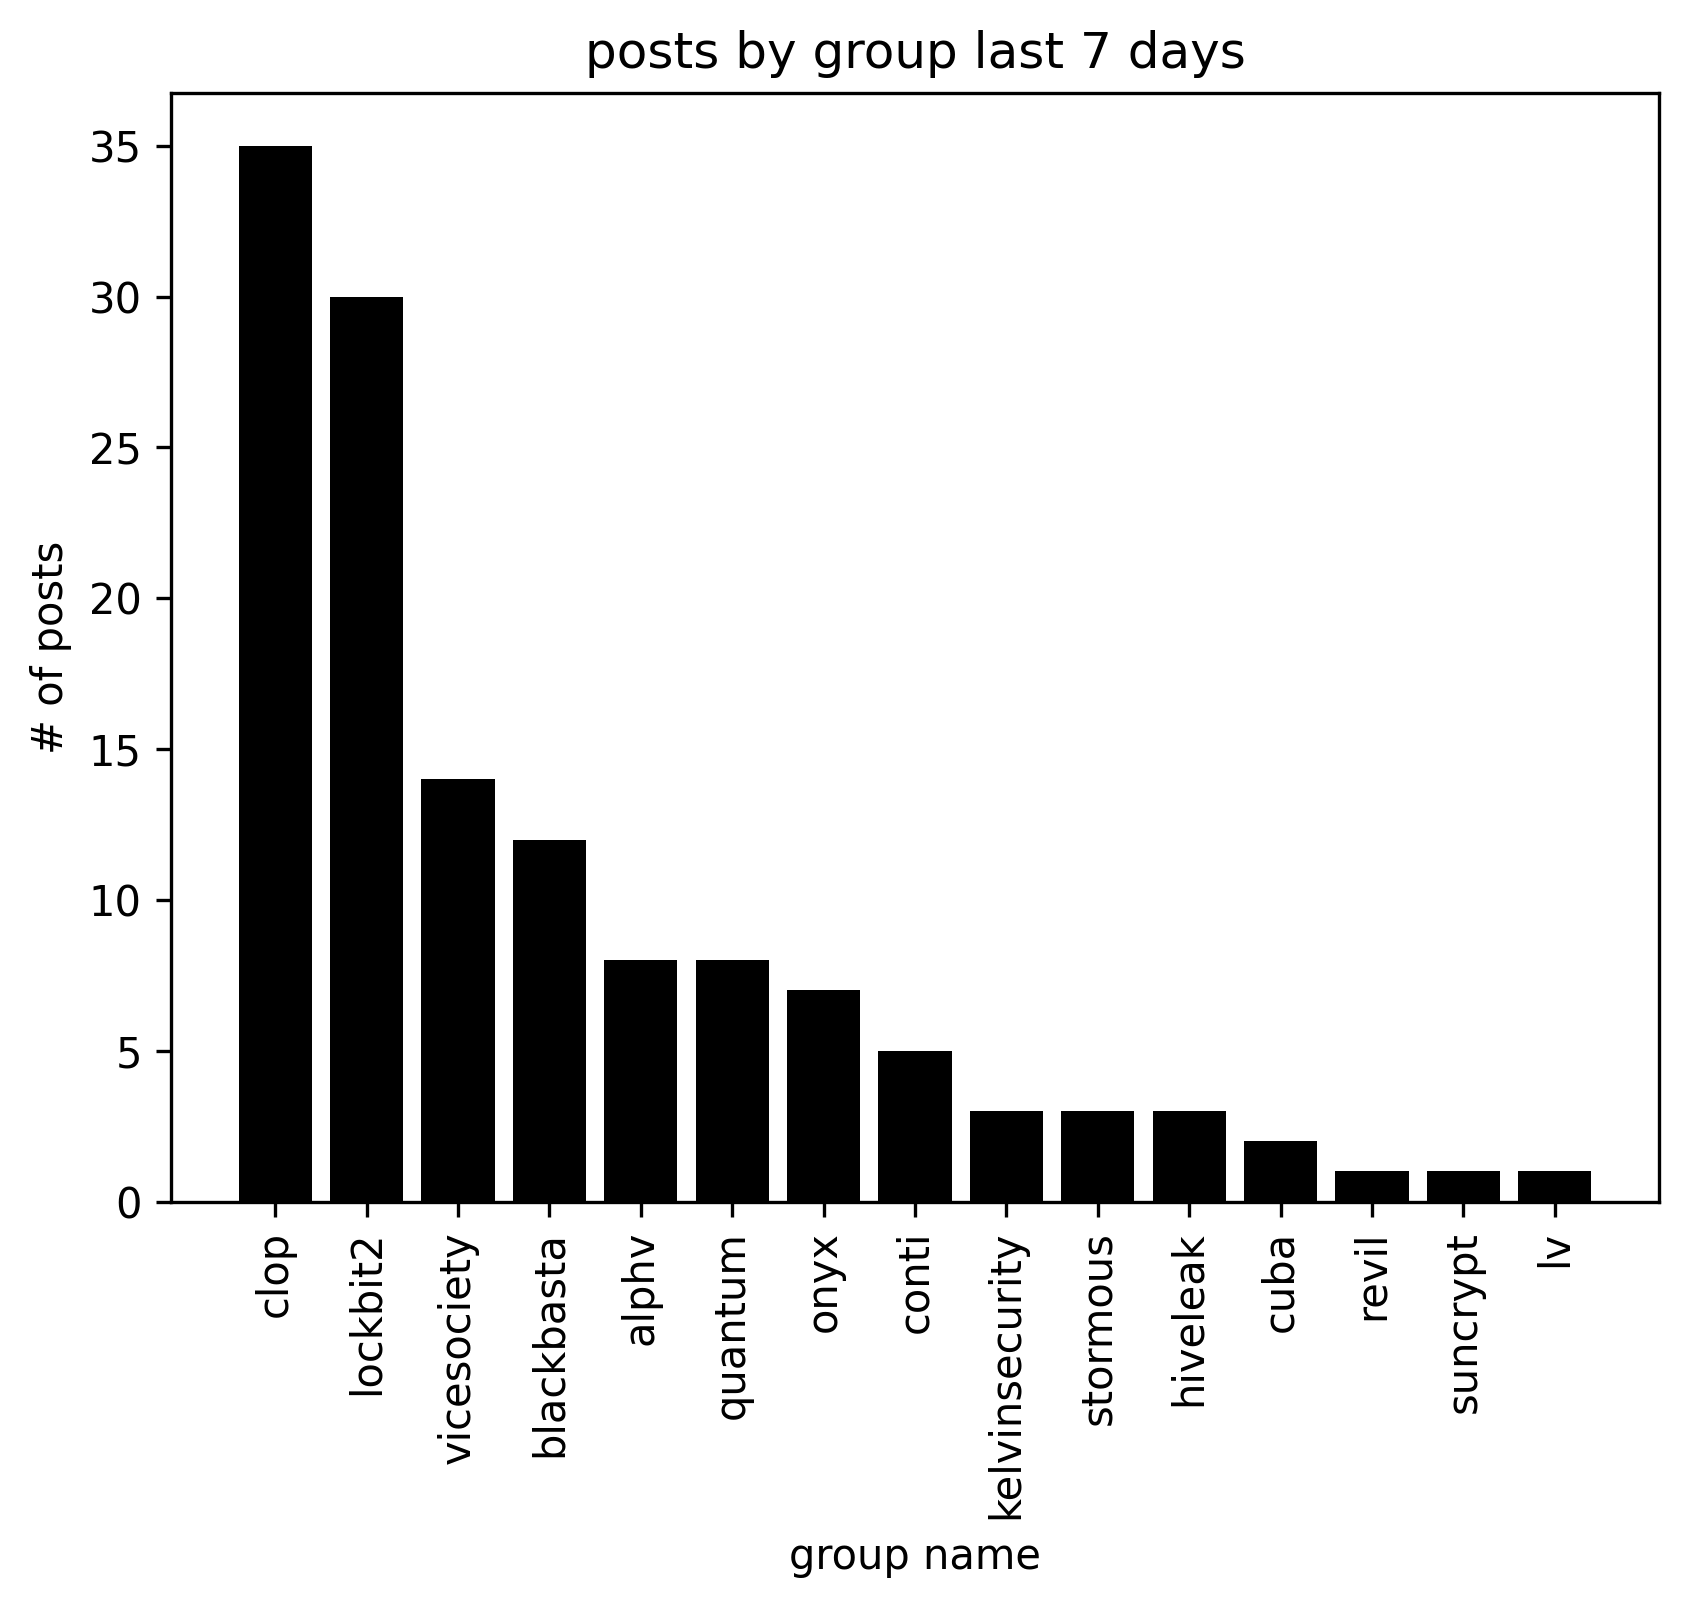 posts by group last 7 days
# of posts
35
30
25
20
15
10
5
0
clop
lockbit2
vicesociety
blackbasta
alphv
quantum
onyx
conti
kelvinsecurity
stormous
hiveleak
cuba
revil
suncrypt
lv
group name